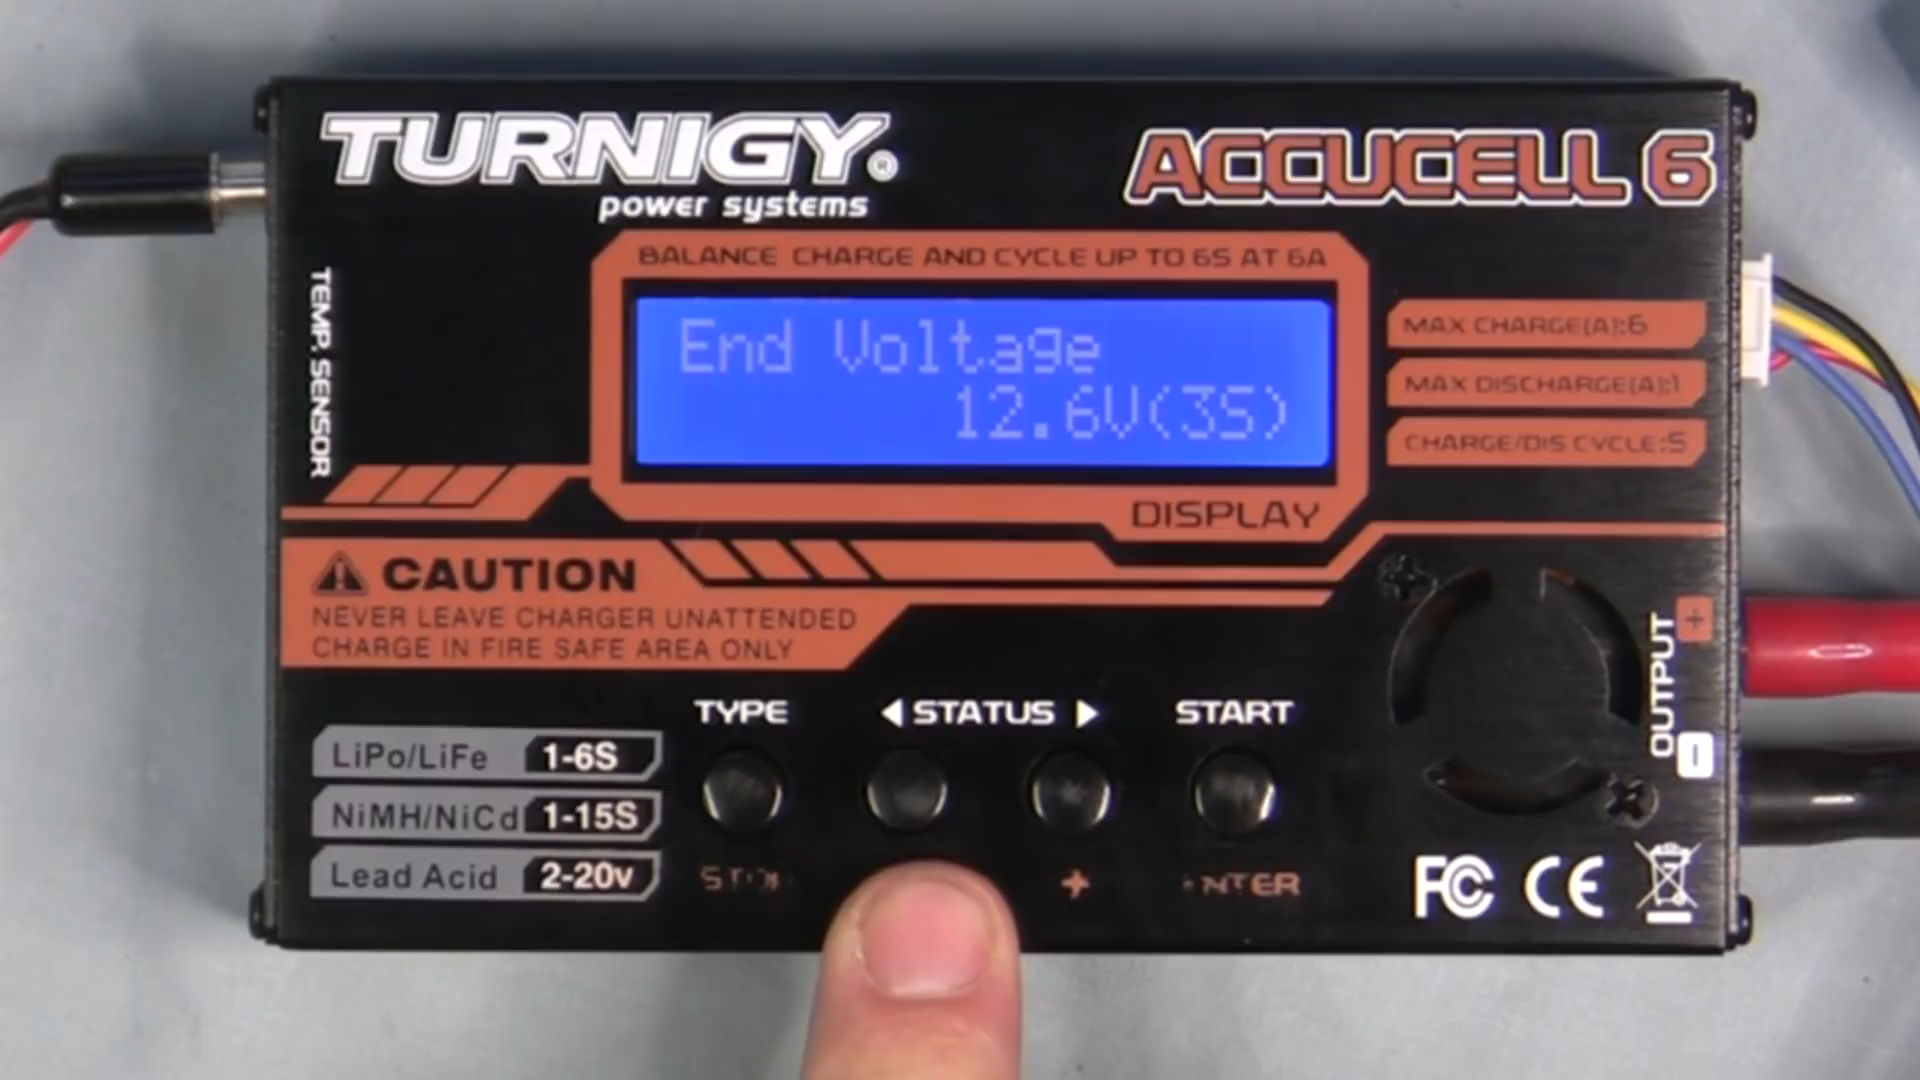 TURNIGY®
power systems
ACCUCELL 6
BALANCE CHARGE AND CYCLE UP TO 6S AT 6A
End Voltage
12.6V(3S)
DISPLAY
TEMP. SENSOR
MAX CHARGE(A):6
MAX DISCHARGE(A):1
CHARGE/DIS CYCLE:5
CAUTION
NEVER LEAVE CHARGER UNATTENDED
CHARGE IN FIRE SAFE AREA ONLY
OUTPUT
+
-
TYPE
◀ STATUS ▶
START
LiPo/LiFe 1-6S
NiMH/NiCd 1-15S
Lead Acid 2-20v
+
FC CE